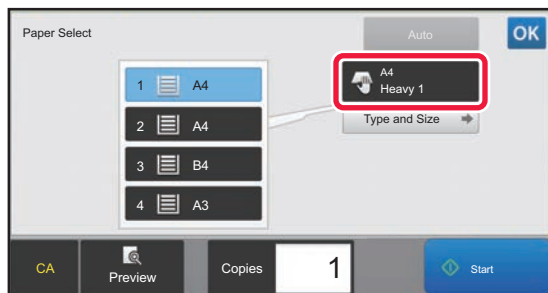 Paper Select
Auto
OK
1 A4
A4
Heavy 1
2 A4
Type and Size
3 B4
4 A3
CA
Preview
Copies
1
Start